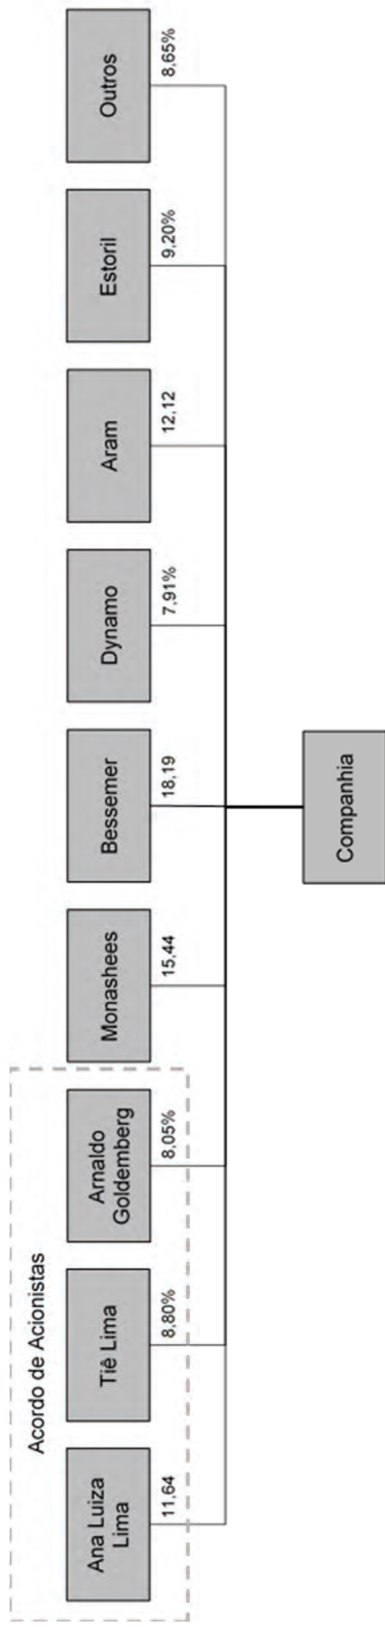 Acordo de Acionistas
Ana Luiza
Lima
Tiê Lima
Arnaldo
Goldemberg
Monashees
Bessemer
Dynamo
Aram
Estoril
Outros
11,64
8,80%
8,05%
15,44
18,19
7,91%
12,12
9,20%
8,65%
Companhia